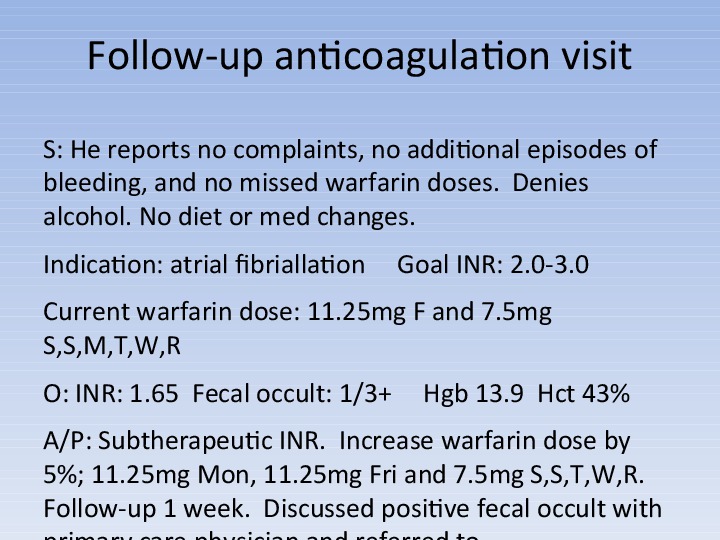 Follow-up anticoagulation visit
S: He reports no complaints, no additional episodes of
bleeding, and no missed warfarin doses.  Denies
alcohol. No diet or med changes.
Indication: atrial fibriallation     Goal INR: 2.0-3.0
Current warfarin dose: 11.25mg F and 7.5mg
S,S,M,T,W,R
O: INR: 1.65  Fecal occult: 1/3+     Hgb 13.9  Hct 43%
A/P: Subtherapeutic INR.  Increase warfarin dose by
5%; 11.25mg Mon, 11.25mg Fri and 7.5mg S,S,T,W,R.
Follow-up 1 week.  Discussed positive fecal occult with
primary care physician and referred to